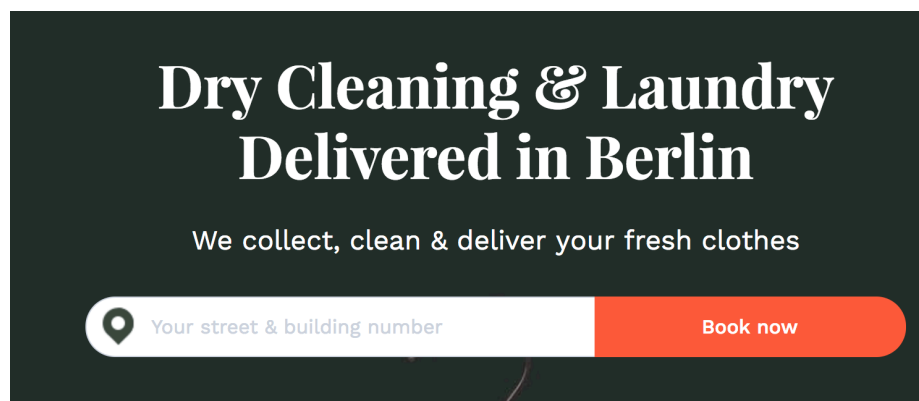 Dry Cleaning & Laundry
Delivered in Berlin
We collect, clean & deliver your fresh clothes
Your street & building number
Book now